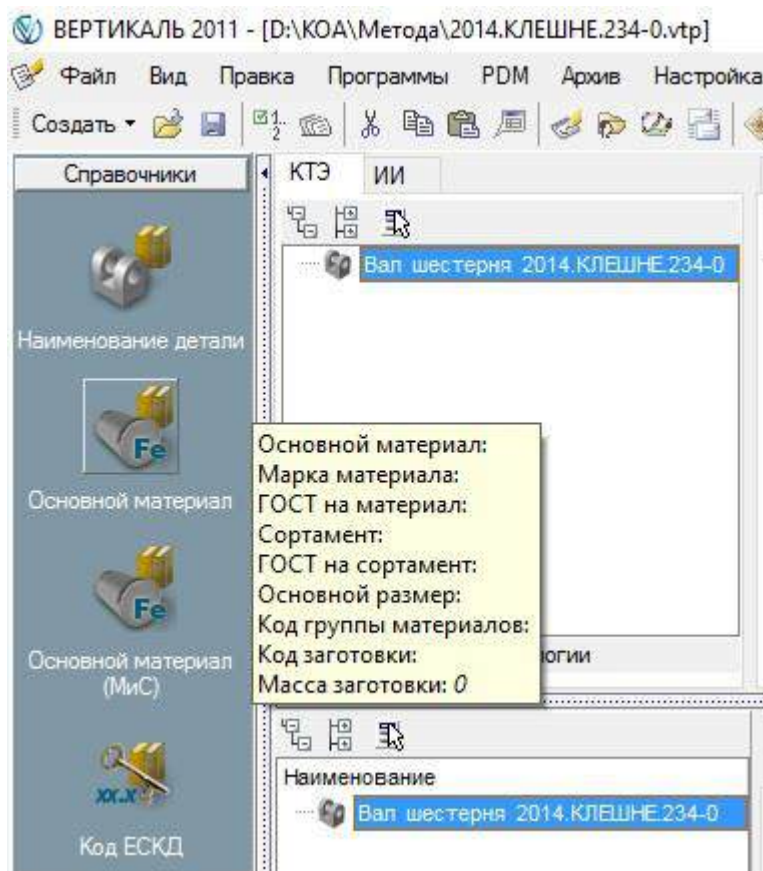 ВЕРТИКАЛЬ 2011 - [D:\КОА\Метода\2014.КЛЕШНЕ.234-0.vtp]
Файл Вид Правка Программы PDM Архив Настройка
Создать
Справочники
КТЭ ИИ
Вал шестерня 2014.КЛЕШНЕ.234-0
Наименование детали
Fe
Основной материал
Основной материал:
Марка материала:
ГОСТ на материал:
Сортамент:
ГОСТ на сортамент:
Основной размер:
Код группы материалов:
Код заготовки:
Масса заготовки: 0
огии
Fe
Основной материал
(МиС)
Наименование
Вал шестерня 2014.КЛЕШНЕ.234-0
XX.X
Код ЕСКД